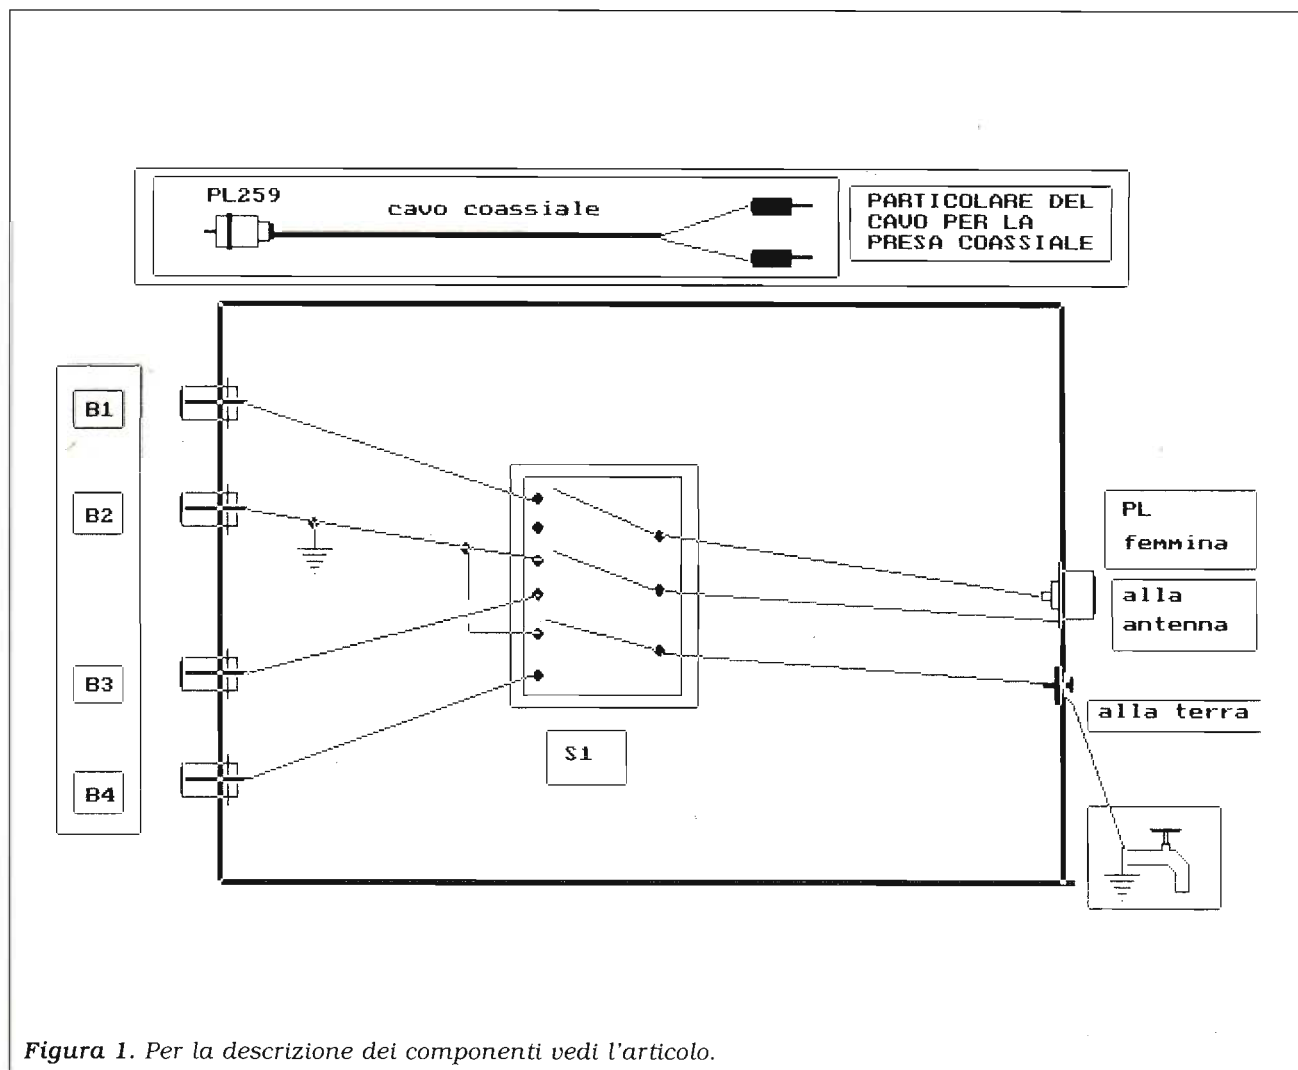 PL259
cavo coassiale
PARTICOLARE DEL
CAVO PER LA
PRESA COASSIALE
B1
B2
B3
B4
S1
PL
femmina
alla
antenna
alla terra
Figura 1. Per la descrizione dei componenti vedi l'articolo.